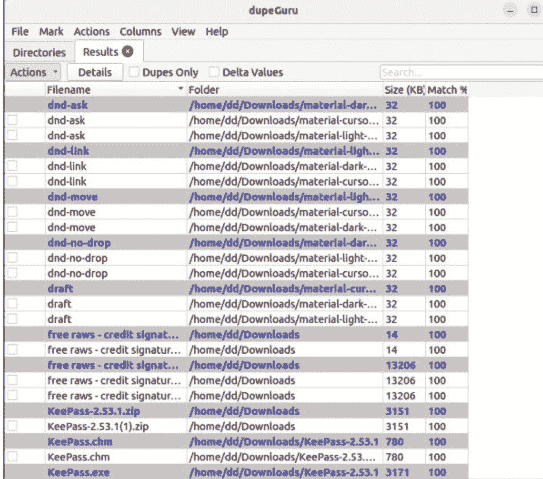 dupeGuru
File Mark Actions Columns View Help
Directories Results
Actions Details Dupes Only Delta Values Search...
Filename Folder Size (KB) Match %
dnd-ask /home/dd/Downloads/material-dar... 32 100
dnd-ask /home/dd/Downloads/material-curso... 32 100
dnd-ask /home/dd/Downloads/material-light-... 32 100
dnd-link /home/dd/Downloads/material-ligh... 32 100
dnd-link /home/dd/Downloads/material-dark-... 32 100
dnd-link /home/dd/Downloads/material-curso... 32 100
dnd-move /home/dd/Downloads/material-ligh... 32 100
dnd-move /home/dd/Downloads/material-curso... 32 100
dnd-move /home/dd/Downloads/material-dark-... 32 100
dnd-no-drop /home/dd/Downloads/material-dar... 32 100
dnd-no-drop /home/dd/Downloads/material-light-... 32 100
dnd-no-drop /home/dd/Downloads/material-curso... 32 100
draft /home/dd/Downloads/material-cur... 32 100
draft /home/dd/Downloads/material-dark-... 32 100
draft /home/dd/Downloads/material-light-... 32 100
free raws - credit signat... /home/dd/Downloads 14 100
free raws - credit signatur... /home/dd/Downloads 14 100
free raws - credit signat... /home/dd/Downloads 13206 100
free raws - credit signatur... /home/dd/Downloads 13206 100
free raws - credit signatur... /home/dd/Downloads 13206 100
KeePass-2.53.1.zip /home/dd/Downloads 3151 100
KeePass-2.53.1(1).zip /home/dd/Downloads 3151 100
KeePass.chm /home/dd/Downloads/KeePass-2.53.1 780 100
KeePass.chm /home/dd/Downloads/KeePass-2.53.... 780 100
KeePass.exe /home/dd/Downloads/KeePass-2.53.1 3171 100